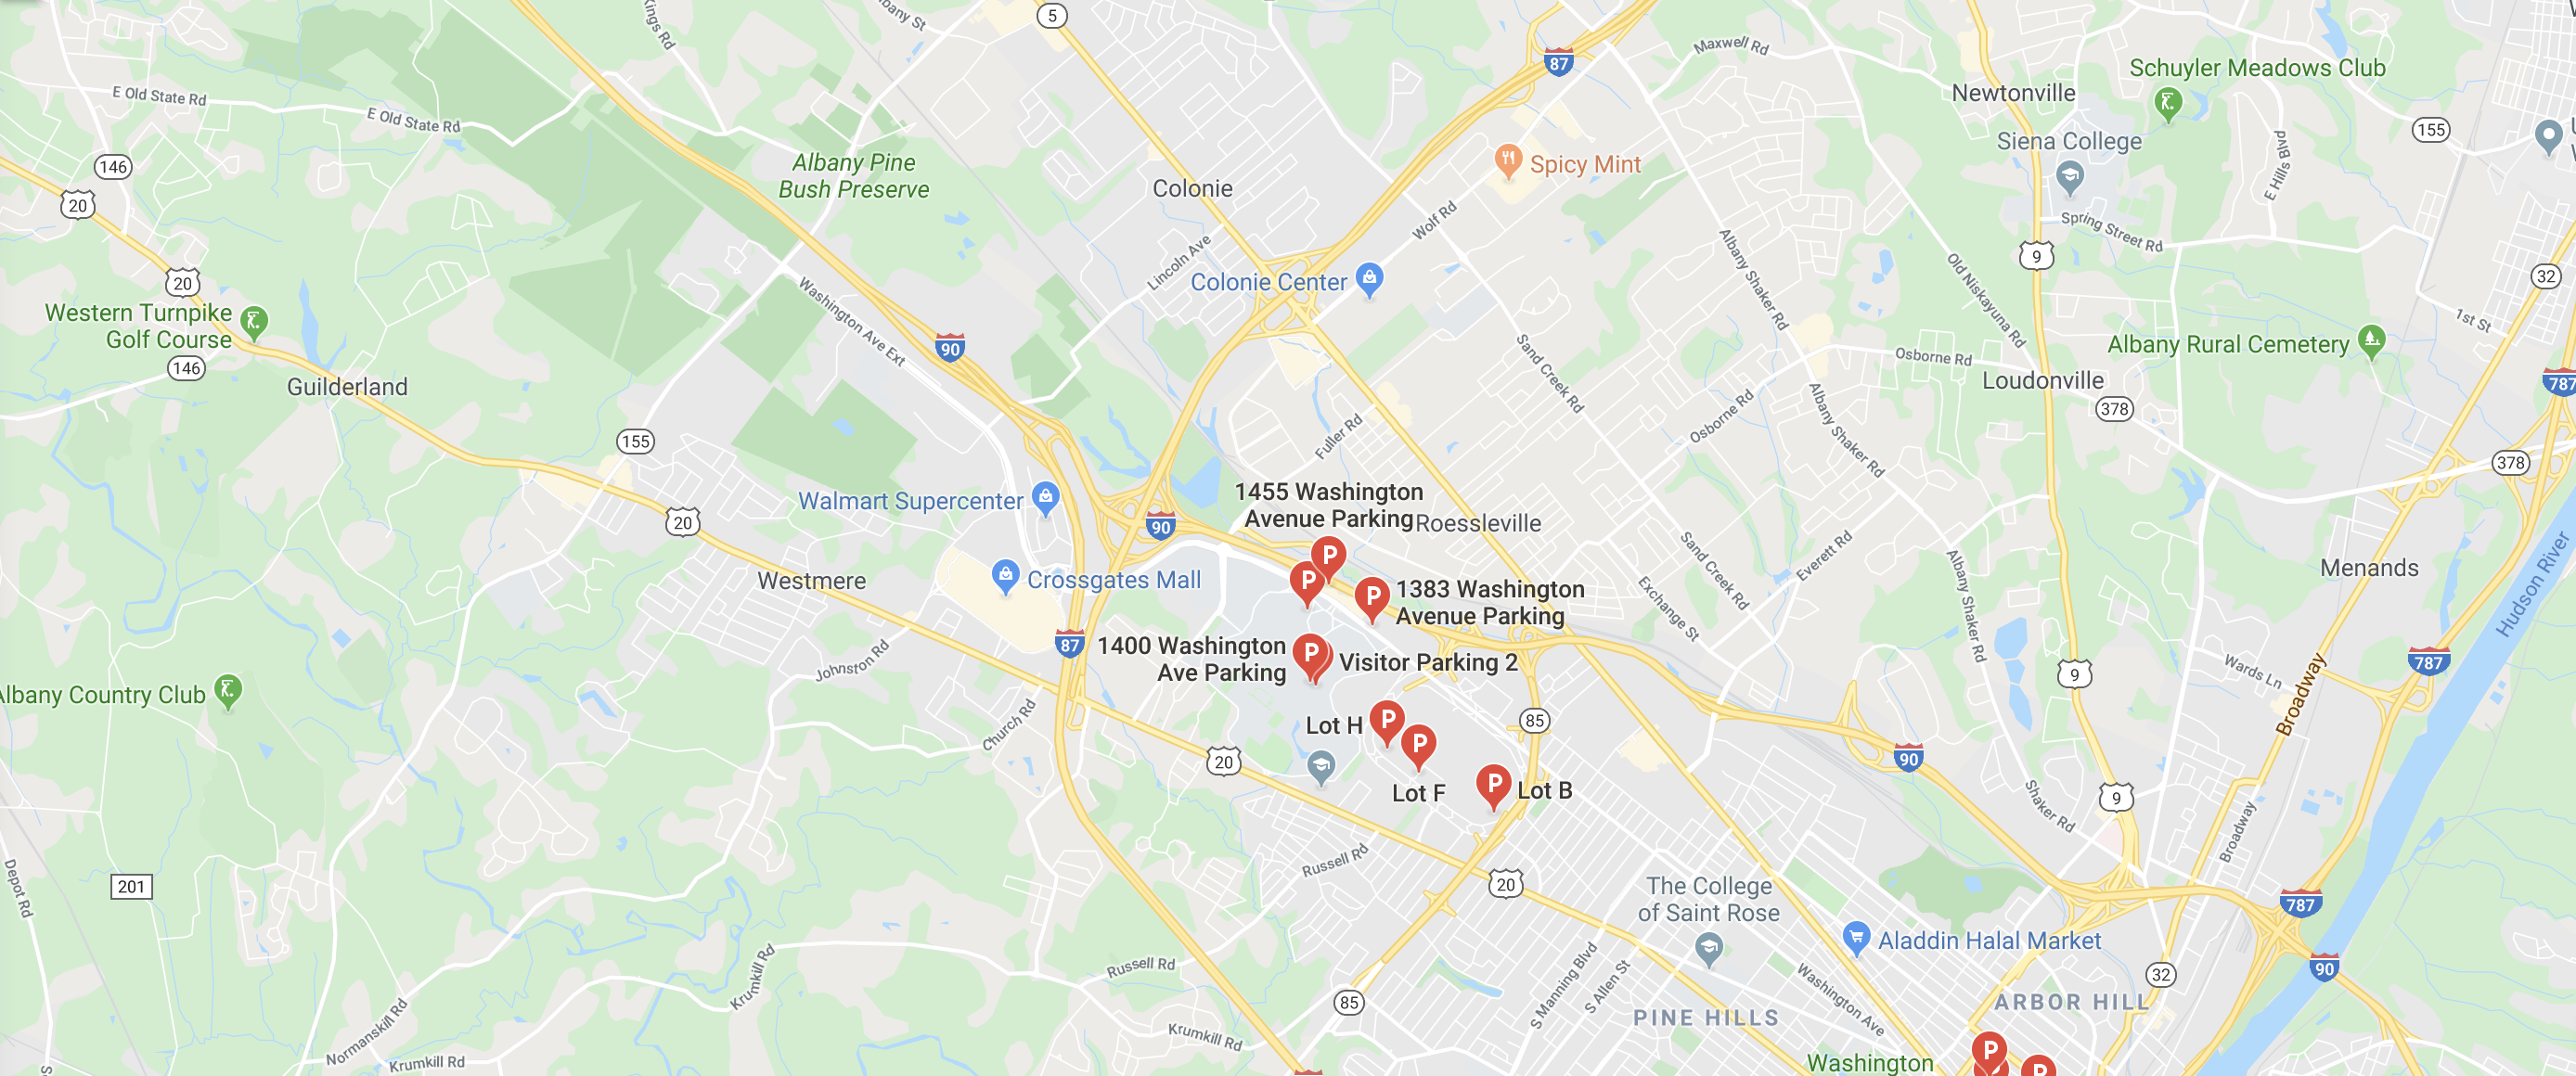 5
Kings Rd
87
Maxwell Rd
Schuyler Meadows Club
Newtonville
E Old State Rd
E Old State Rd
155
Siena College
146
Albany Pine
Bush Preserve
Spicy Mint
E Hills Blvd
20
Colonie
Wolf Rd
Spring Street Rd
Lincoln Ave
Albany Shaker Rd
9
20
Colonie Center
Old Niskayuna Rd
32
Western Turnpike
Golf Course
Washington Ave Ext
1st St
90
Albany Rural Cemetery
146
Sand Creek Rd
Osborne Rd
Guilderland
Loudonville
787
378
Osborne Rd
Albany Shaker Rd
155
Fuller Rd
378
Walmart Supercenter
1455 Washington
Avenue Parking
Roessleville
20
90
P
P
Sand Creek Rd
Everett Rd
Albany Shaker Rd
Menands
Hudson River
Westmere
Crossgates Mall
P
1383 Washington
Avenue Parking
Exchange St
87
1400 Washington
Ave Parking
P
Visitor Parking 2
Johnston Rd
9
Wards Ln
787
Albany Country Club
Church Rd
Lot H
P
85
Broadway
P
20
90
Lot F
P
Lot B
9
Shaker Rd
Broadway
Russell Rd
Depot Rd
201
20
The College
of Saint Rose
787
Aladdin Halal Market
Russell Rd
Krumkill Rd
S Manning Blvd
S Allen St
Washington Ave
32
90
85
ARBOR HILL
PINE HILLS
Normanskill Rd
Krumkill Rd
Krumkill Rd
Washington
P
P